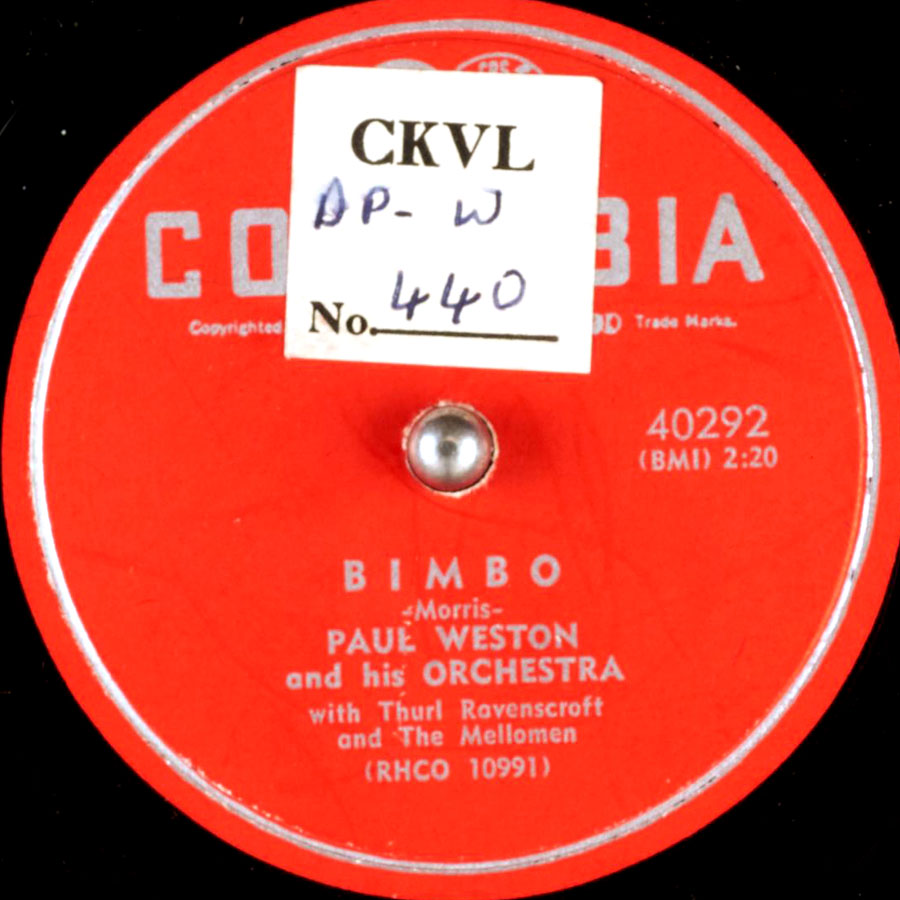 CBS
CKVL
DP- W
No. 440
CO BIA
Copyrighted. Trade Marks.
40292
(BMI) 2:20
BIMBO
-Morris-
PAUL WESTON
and his ORCHESTRA
with Thurl Ravenscroft
and The Mellomen
(RHCO 10991)